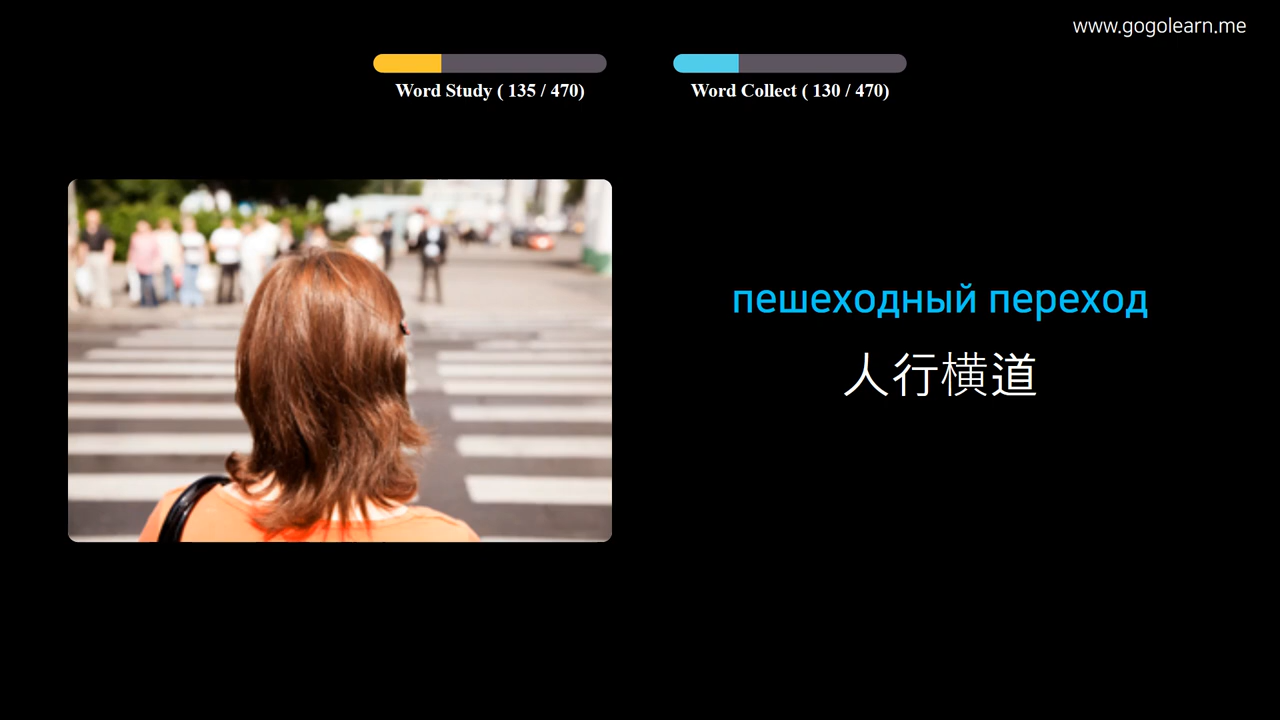 www.gogolearn.me
Word Study ( 135 / 470)
Word Collect ( 130 / 470)
пешеходный переход
人行横道